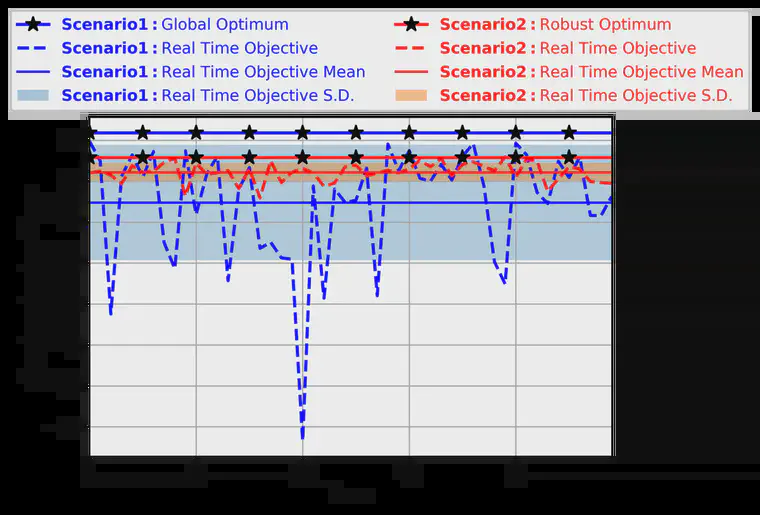 Scenario1: Global Optimum
Scenario1: Real Time Objective
Scenario1: Real Time Objective Mean
Scenario1: Real Time Objective S.D.
Scenario2: Robust Optimum
Scenario2: Real Time Objective
Scenario2: Real Time Objective Mean
Scenario2: Real Time Objective S.D.